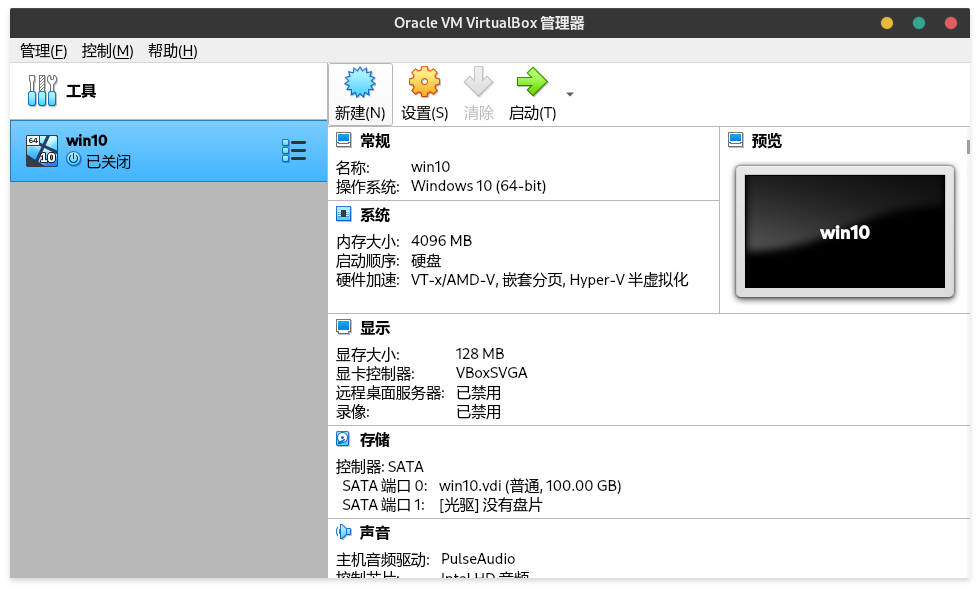 Oracle VM VirtualBox 管理器
管理(F) 控制(M) 帮助(H)
工具
新建(N) 设置(S) 清除 启动(T)
64 10 win10
已关闭
常规
名称: win10
操作系统: Windows 10 (64-bit)
预览
win10
系统
内存大小: 4096 MB
启动顺序: 硬盘
硬件加速: VT-x/AMD-V, 嵌套分页, Hyper-V 半虚拟化
显示
显存大小: 128 MB
显卡控制器: VBoxSVGA
远程桌面服务器: 已禁用
录像: 已禁用
存储
控制器: SATA
SATA 端口 0: win10.vdi (普通, 100.00 GB)
SATA 端口 1: [光驱] 没有盘片
声音
主机音频驱动: PulseAudio
控制芯片: Intel HD 音频